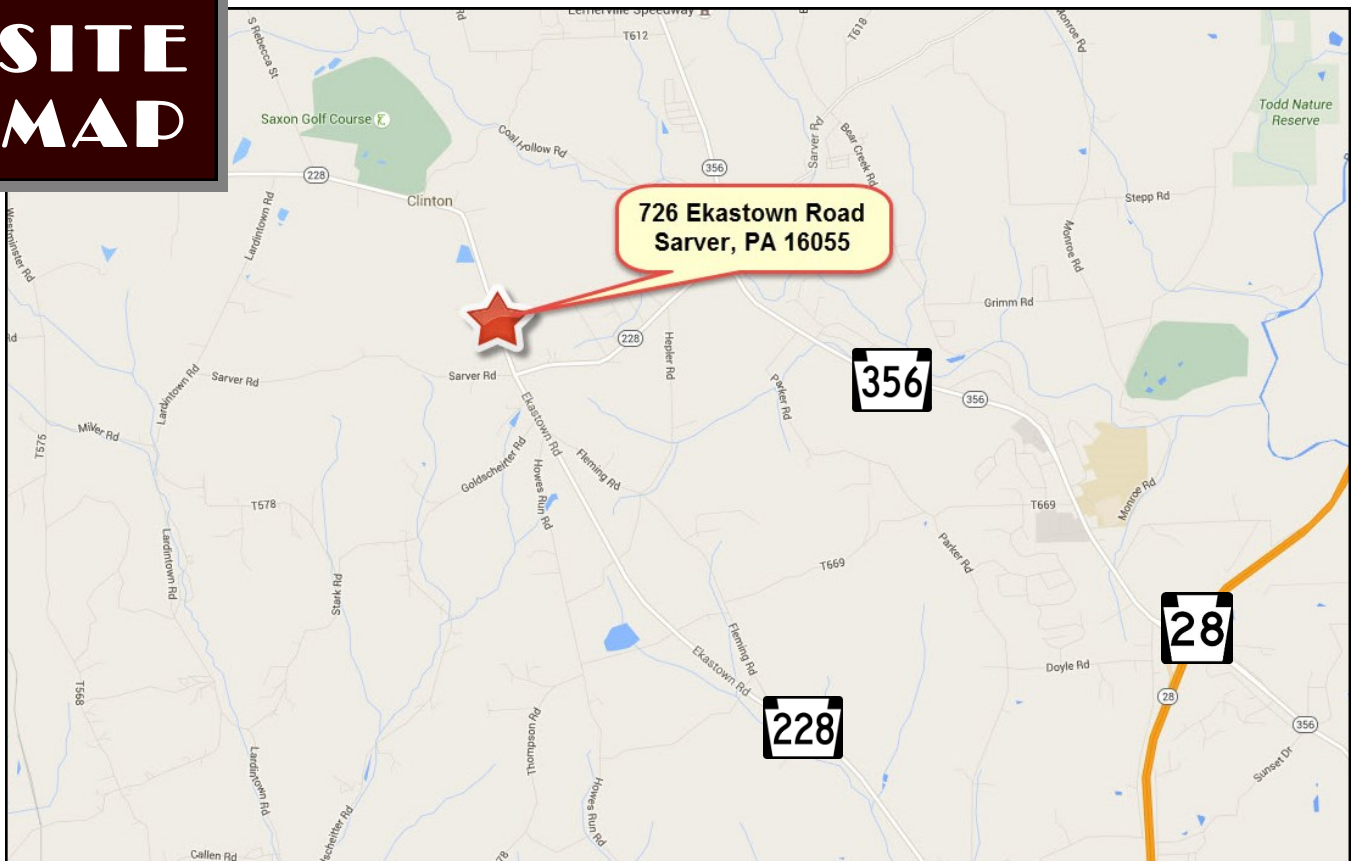 SITE
MAP
Lernerville Speedway
Rd
T612
T618
Monroe Rd
S Rebecca St
Saxon Golf Course
Todd Nature
Reserve
Coal Hollow Rd
Sarver Rd
Bear Creek Rd
356
228
Clinton
Stepp Rd
Westminster Rd
Lardintown Rd
726 Ekastown Road
Sarver, PA 16055
Monroe Rd
Grimm Rd
228
Hepler Rd
ld
Sarver Rd
Sarver Rd
Lardintown Rd
Parker Rd
356
356
Ekastown Rd
Miller Rd
T575
Goldscheitter Rd
Howes Run Rd
Fleming Rd
T578
T669
Monroe Rd
Lardintown Rd
Stark Rd
T669
Parker Rd
28
Fleming Rd
Ekastown Rd
Doyle Rd
T568
28
228
356
Thompson Rd
Lardintown Rd
Sunset Dr
Howes Run Rd
scheitter Rd
Callen Rd
78